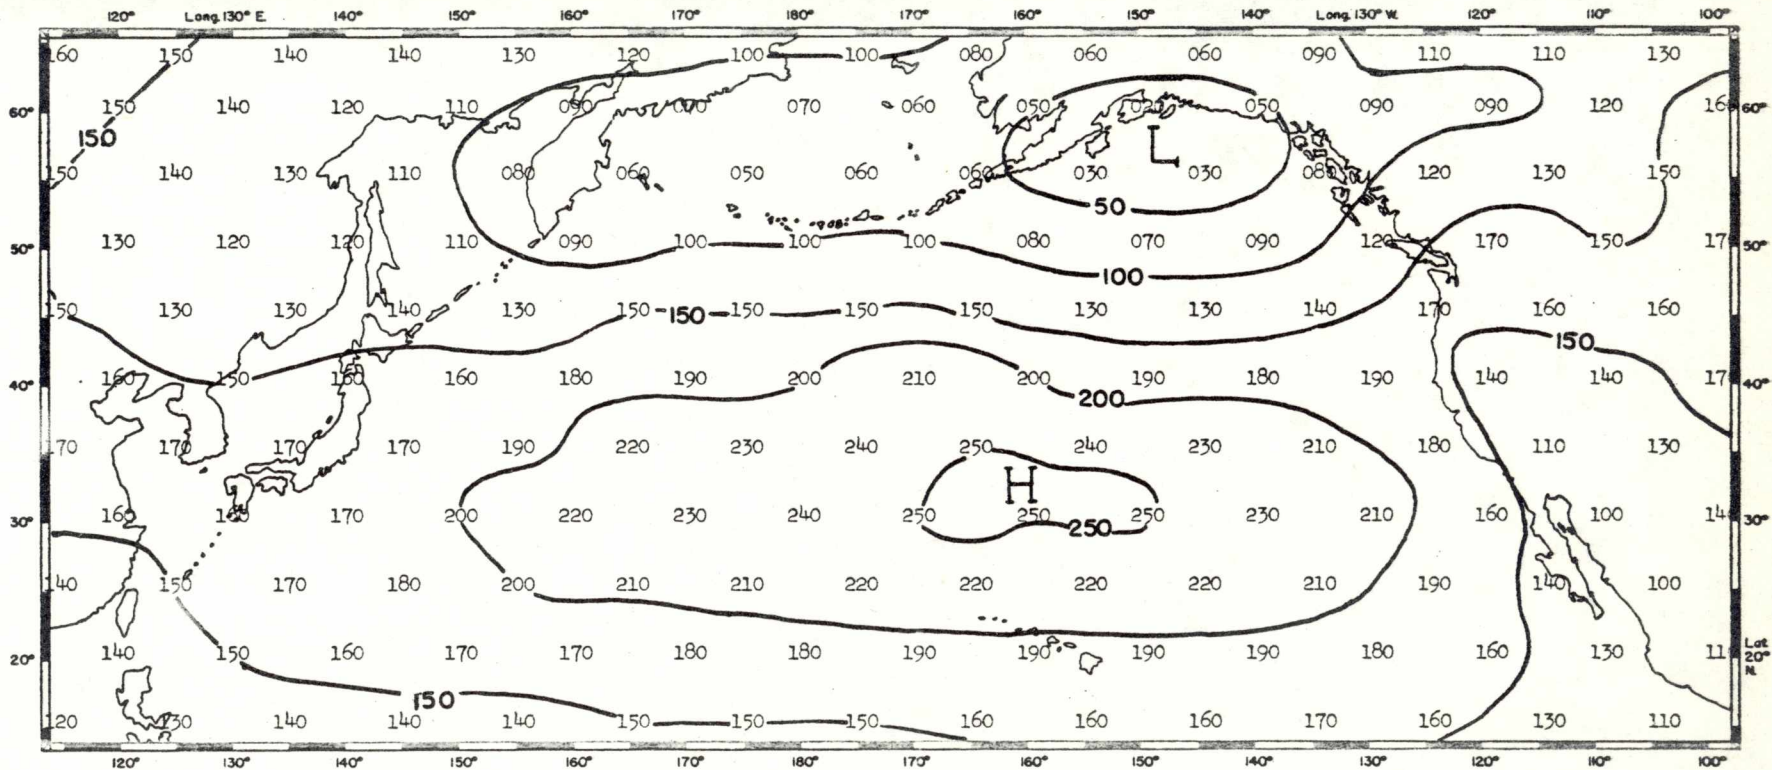 120° Long. 130° E. 140° 150° 160° 170° 180° 170° 160° 150° 140° Long. 130° W. 120° 110° 100°
160 150 140 140 130 120 100 100 080 060 060 090 110 110 130
60° 150 140 120 110 090 070 070 060 050 020 050 090 090 120 16 60°
150
L
150 140 130 110 080 060 050 060 060 030 030 080 120 130 150
50
50° 130 120 120 110 090 100 100 100 080 070 090 120 170 150 17 50°
100
150 130 130 140 130 150 150 150 150 130 130 140 170 160 160
150 150
40° 160 150 160 160 180 190 200 210 200 190 180 190 140 140 17 40°
200
170 170 170 170 190 220 230 240 250 240 230 210 180 110 130
H
30° 160 160 170 200 220 230 240 250 250 250 230 210 160 100 14 30°
250
140 150 170 180 200 210 210 220 220 220 220 210 190 140 100
20° 140 150 160 170 170 180 180 190 190 190 190 180 160 130 11 Lat. 20° N.
150
120 130 140 140 140 150 150 150 160 160 160 170 160 130 110
120° 130° 140° 150° 160° 170° 180° 170° 160° 150° 140° 130° 120° 110° 100°